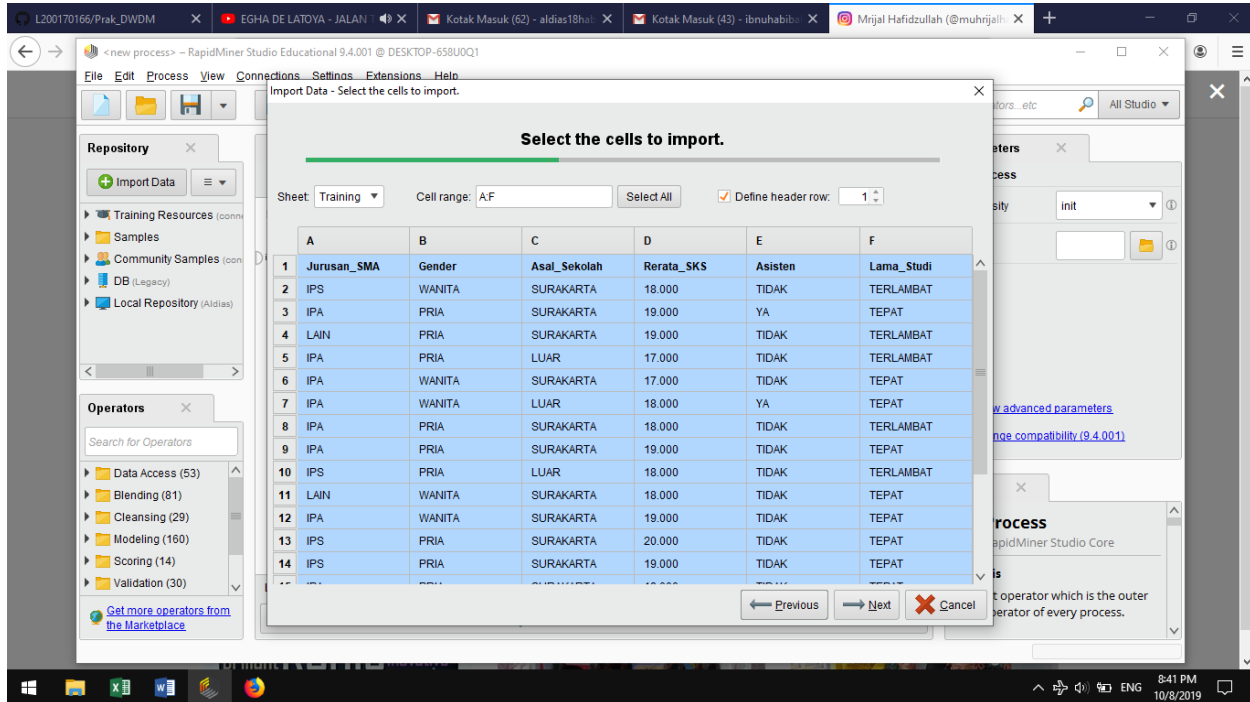 L200170166/Prak_DWDM
EGHA DE LATOYA - JALAN T
Kotak Masuk (62) - aldias18hab
Kotak Masuk (43) - ibnuhabiba
Mrijal Hafidzullah (@muhrijalh
<new process> – RapidMiner Studio Educational 9.4.001 @ DESKTOP-658U0Q1
File Edit Process View Connections Settings Extensions Help
Import Data - Select the cells to import.
All Studio
Select the cells to import.
Repository
Import Data
Training Resources (conn
Samples
Community Samples (con
DB (Legacy)
Local Repository (Aldias)
Operators
Search for Operators
Data Access (53)
Blending (81)
Cleansing (29)
Modeling (160)
Scoring (14)
Validation (30)
Get more operators from
the Marketplace
Sheet: Training Cell range: A:F Select All Define header row: 1
A B C D E F
1 Jurusan_SMA Gender Asal_Sekolah Rerata_SKS Asisten Lama_Studi
2 IPS WANITA SURAKARTA 18.000 TIDAK TERLAMBAT
3 IPA PRIA SURAKARTA 19.000 YA TEPAT
4 LAIN PRIA SURAKARTA 19.000 TIDAK TERLAMBAT
5 IPA PRIA LUAR 17.000 TIDAK TERLAMBAT
6 IPA WANITA SURAKARTA 17.000 TIDAK TEPAT
7 IPA WANITA LUAR 18.000 YA TEPAT
8 IPA PRIA SURAKARTA 18.000 TIDAK TERLAMBAT
9 IPA PRIA SURAKARTA 19.000 TIDAK TEPAT
10 IPS PRIA LUAR 18.000 TIDAK TERLAMBAT
11 LAIN WANITA SURAKARTA 18.000 TIDAK TEPAT
12 IPA WANITA SURAKARTA 19.000 TIDAK TEPAT
13 IPS PRIA SURAKARTA 20.000 TIDAK TEPAT
14 IPS PRIA SURAKARTA 19.000 TIDAK TEPAT
Previous Next Cancel
eters
cess
sity init
w advanced parameters
nge compatibility (9.4.001)
rocess
apidMiner Studio Core
is
t operator which is the outer
perator of every process.
ENG
8:41 PM
10/8/2019